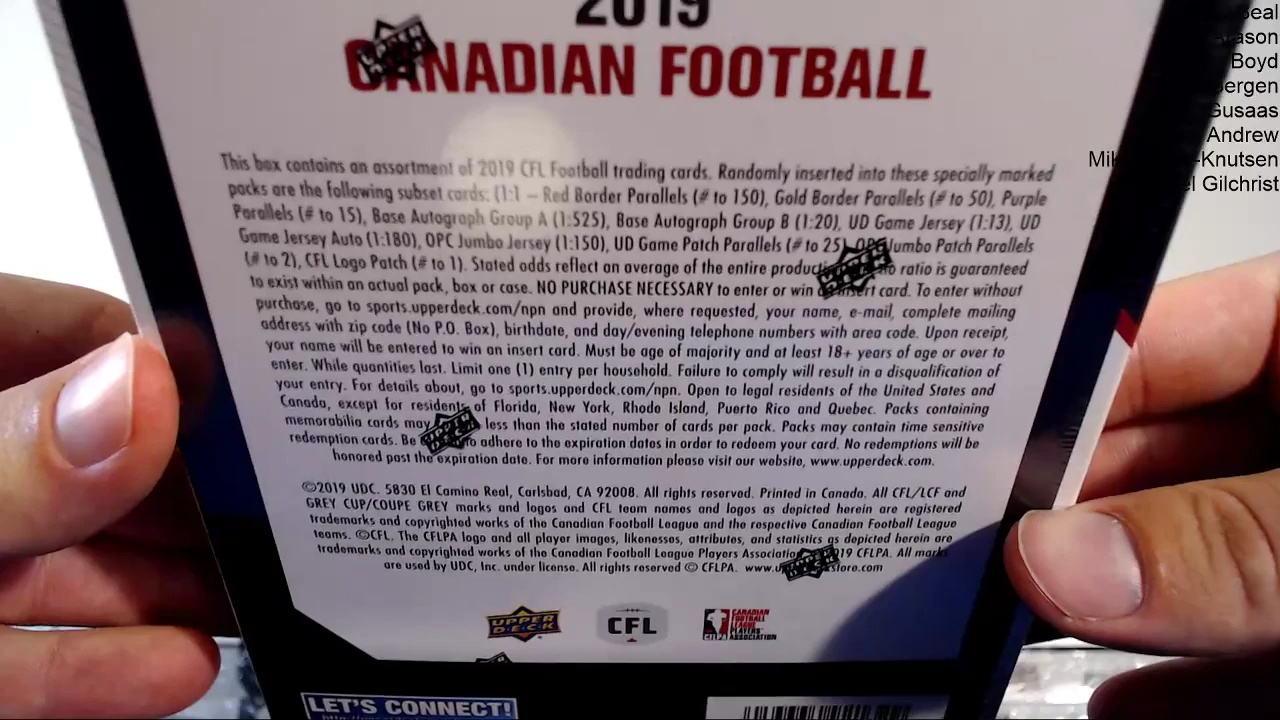 2019
CANADIAN FOOTBALL
This box contains an assortment of 2019 CFL Football trading cards. Randomly inserted into these specially marked
packs are the following subset cards: (1:1 – Red Border Parallels (# to 150), Gold Border Parallels (# to 50), Purple
Parallels (# to 15), Base Autograph Group A (1:525), Base Autograph Group B (1:20), UD Game Jersey (1:13), UD
Game Jersey Auto (1:180), OPC Jumbo Jersey (1:150), UD Game Patch Parallels (# to 25), OPC Jumbo Patch Parallels
(# to 2), CFL Logo Patch (# to 1). Stated odds reflect an average of the entire no ratio is guaranteed
to exist within an actual pack, box or case. NO PURCHASE NECESSARY to enter or win insert card. To enter without
purchase, go to sports.upperdeck.com/npn and provide, where requested, your name, e-mail, complete mailing
address with zip code (No P.O. Box), birthdate, and day/evening telephone numbers with area code. Upon receipt,
your name will be entered to win an insert card. Must be age of majority and at least 18+ years of age or over to
enter. While quantities last. Limit one (1) entry per household. Failure to comply will result in a disqualification of
your entry. For details about, go to sports.upperdeck.com/npn. Open to legal residents of the United States and
Canada, except for residents of Florida, New York, Rhode Island, Puerto Rico and Quebec. Packs containing
memorabilia cards may less than the stated number of cards per pack. Packs may contain time sensitive
redemption cards. Be to adhere to the expiration dates in order to redeem your card. No redemptions will be
honored past the expiration date. For more information please visit our website, www.upperdeck.com.
©2019 UDC. 5830 El Camino Real, Carlsbad, CA 92008. All rights reserved. Printed in Canada. All CFL/LCF and
GREY CUP/COUPE GREY marks and logos and CFL team names and logos as depicted herein are registered
trademarks and copyrighted works of the Canadian Football League and the respective Canadian Football League
teams. ©CFL. The CFLPA logo and all player images, likenesses, attributes, and statistics as depicted herein are
trademarks and copyrighted works of the Canadian Football League Players Association 2019 CFLPA. All marks
are used by UDC, Inc. under license. All rights reserved © CFLPA.
UPPER DECK
CFL
CFLPA
CANADIAN
FOOTBALL
LEAGUE
PLAYERS'
ASSOCIATION
LET'S CONNECT!
Boyd
Gusaas
Andrew
-Knutsen
Gilchrist